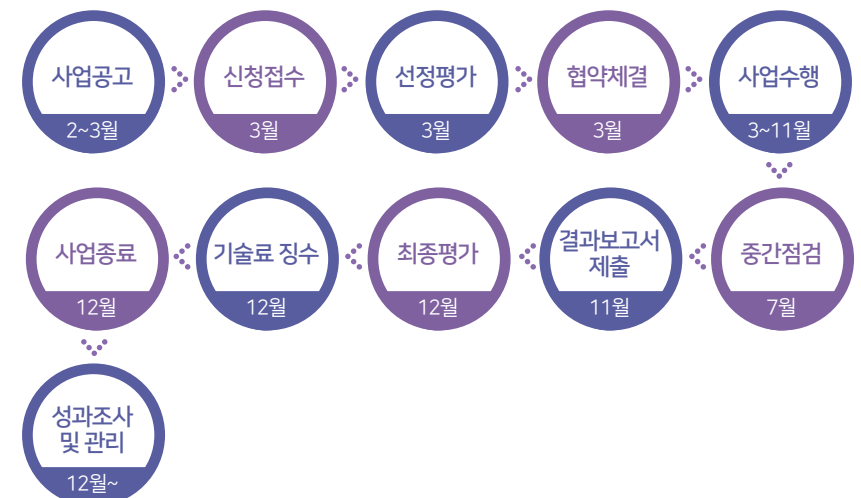 사업공고
2~3월
신청접수
3월
선정평가
3월
협약체결
3월
사업수행
3~11월
중간점검
7월
결과보고서
제출
11월
최종평가
12월
기술료 징수
12월
사업종료
12월
성과조사
및 관리
12월~